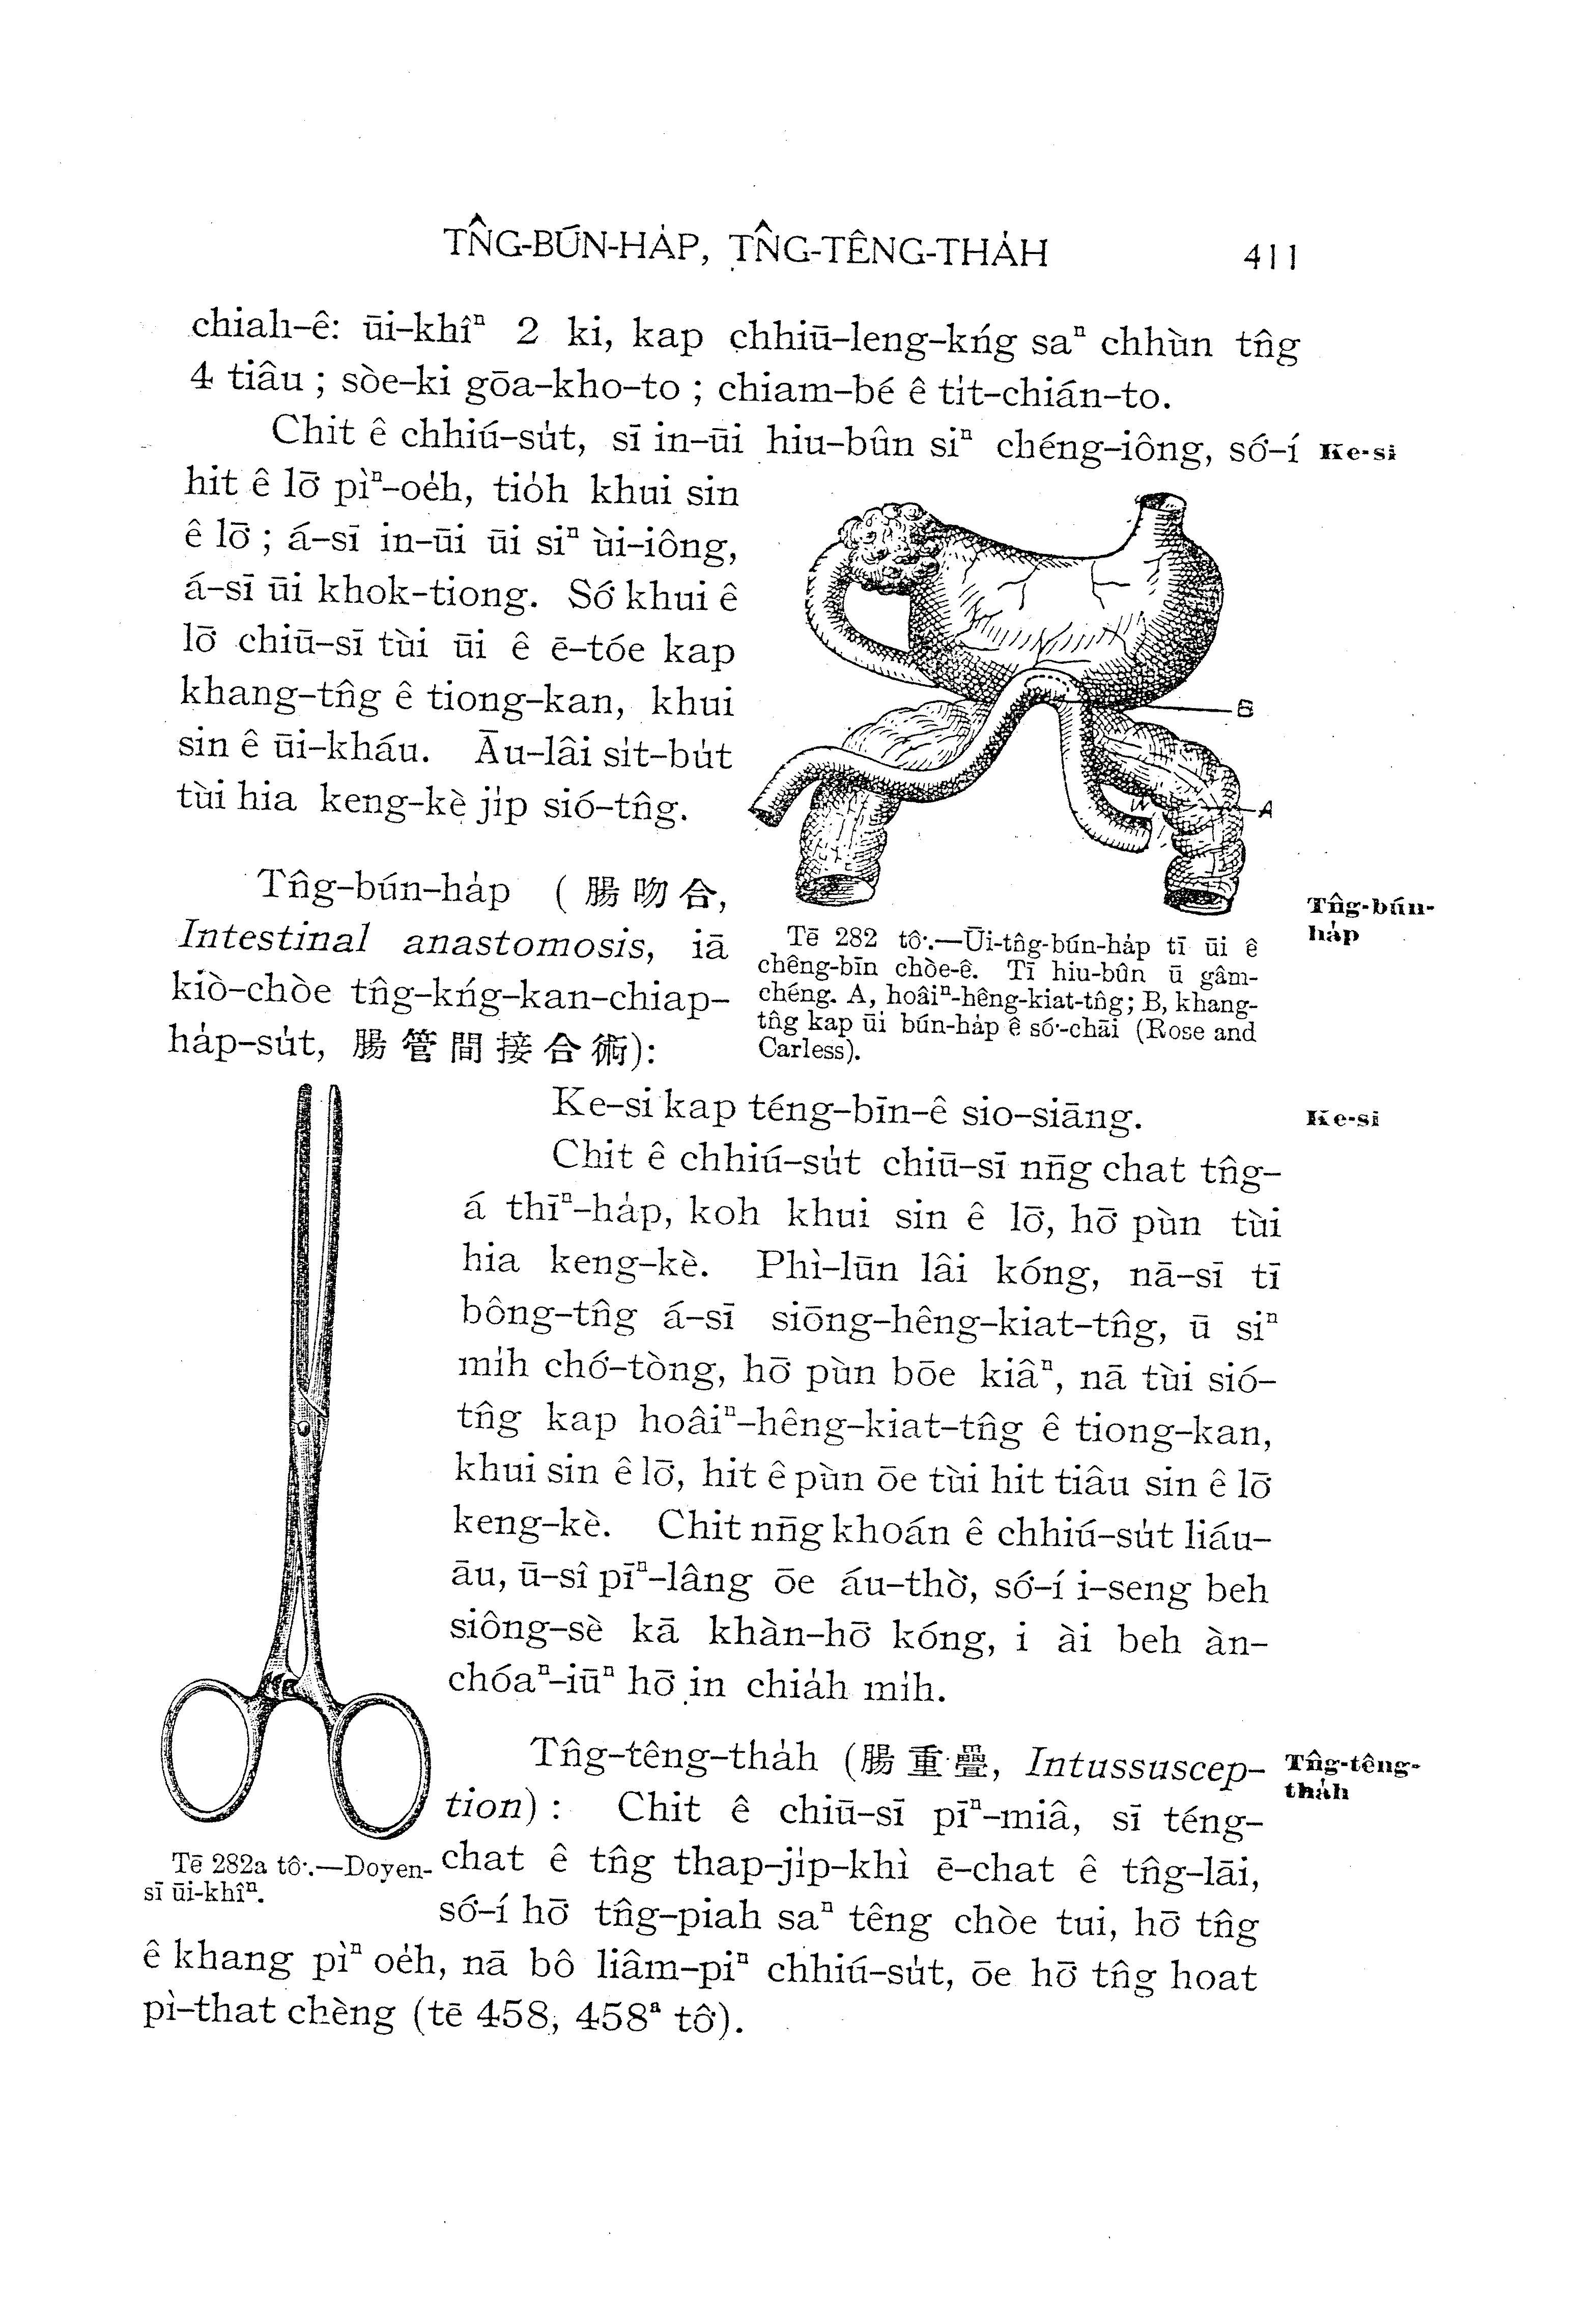 TN̂G-BÚN-HA̍P, TN̂G-TÊNG-THA̍H 411
chiah-ê: ūi-khîⁿ 2 ki, kap chhiū-leng-kńg saⁿ chhùn tn̂g
4 tiâu ; sòe-ki gōa-kho-to ; chiam-bé ê ti̍t-chián-to.
Chit ê chhiú-su̍t, sī in-ūi hiu-bûn siⁿ chéng-iông, só͘-í
Ke-si
hit ê lō͘ pìⁿ-oe̍h, tio̍h khui sin
ê lō͘ ; á-sī in-ūi ūi siⁿ ùi-iông,
á-sī ūi khok-tiong. Só͘ khui ê
lō͘ chiū-sī tùi ūi ê ē-tóe kap
khang-tn̂g ê tiong-kan, khui
sin ê ūi-kháu. Āu-lâi si̍t-bu̍t
tùi hia keng-kè ji̍p sió-tn̂g.
B
A
Tē 282 tô͘.—Ūi-tn̂g-bún-ha̍p tī ūi ê
chêng-bīn chòe-ê. Tī hiu-bûn ū gâm-
chéng. A, hoâiⁿ-hêng-kiat-tn̂g; B, khang-
tn̂g kap ūi bún-ha̍p ê só͘-chāi (Rose and
Carless).
Tn̂g-bún-ha̍p (腸吻合,
Tn̂g-bún-
ha̍p
Intestinal anastomosis, iā
kiò-chòe tn̂g-kńg-kan-chiap-
ha̍p-su̍t, 腸管間接合術):
Ke-si kap téng-bīn-ê sio-siāng.
Ke-si
Chit ê chhiú-su̍t chiū-sī nn̄g chat tn̂g-
á thīⁿ-ha̍p, koh khui sin ê lō͘, hō͘ pùn tùi
hia keng-kè. Phì-lūn lâi kóng, nā-sī tī
bông-tn̂g á-sī siōng-hêng-kiat-tn̂g, ū siⁿ
mi̍h chó͘-tòng, hō͘ pùn bōe kiâⁿ, nā tùi sió-
tn̂g kap hoâiⁿ-hêng-kiat-tn̂g ê tiong-kan,
khui sin ê lō͘, hit ê pùn ōe tùi hit tiâu sin ê lō͘
keng-kè. Chit nn̄g khoán ê chhiú-su̍t liáu-
āu, ū-sî pīⁿ-lâng ōe áu-thò͘, só͘-í i-seng beh
siông-sè kā khàn-hō͘ kóng, i ài beh àn-
chóaⁿ-iūⁿ hō͘ in chia̍h mi̍h.
Tn̂g-têng-tha̍h (腸重疊, Intussuscep-
Tn̂g-têng-
tha̍h
tion) : Chit ê chiū-sī pīⁿ-miâ, sī téng-
Tē 282a tô͘.—Doyen-
sī ūi-khîⁿ.
chat ê tn̂g thap-ji̍p-khì ē-chat ê tn̂g-lāi,
só͘-í hō͘ tn̂g-piah saⁿ têng chòe tui, hō͘ tn̂g
ê khang pìⁿ oe̍h, nā bô liâm-piⁿ chhiú-su̍t, ōe hō͘ tn̂g hoat
pì-that chèng (tē 458, 458ª tô͘).